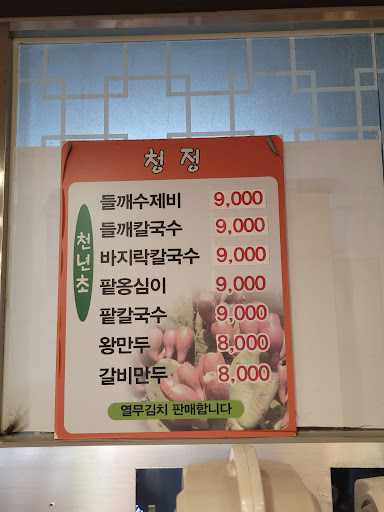 청정
천년초
들깨수제비 9,000
들깨칼국수 9,000
바지락칼국수 9,000
팥옹심이 9,000
팥칼국수 9,000
왕만두 8,000
갈비만두 8,000
열무김치 판매합니다